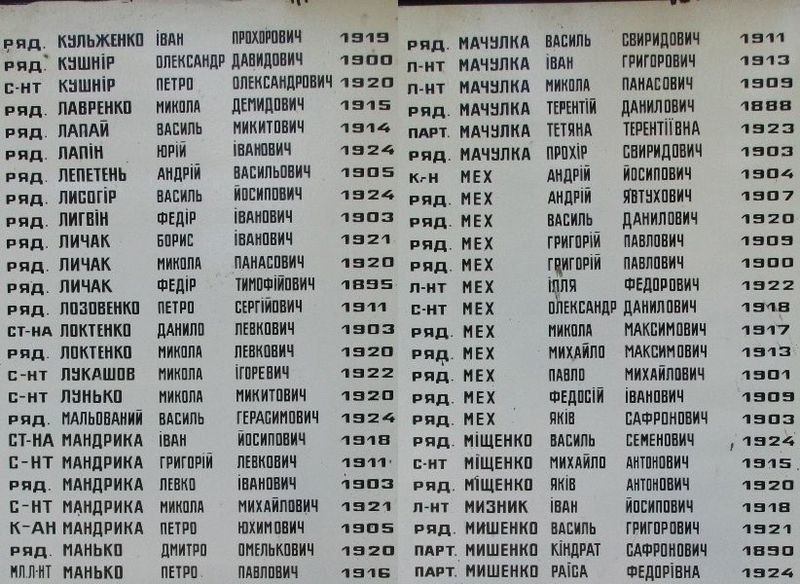 РЯД. КУЛЬЖЕНКО ІВАН ПРОХОРОВИЧ 1919
РЯД. КУШНІР ОЛЕКСАНДР ДАВИДОВИЧ 1900
С-НТ КУШНІР ПЕТРО ОЛЕКСАНДРОВИЧ 1920
РЯД. ЛАВРЕНКО МИКОЛА ДЕМИДОВИЧ 1915
РЯД. ЛАПАЙ ВАСИЛЬ МИКИТОВИЧ 1914
РЯД. ЛАПІН ЮРІЙ ІВАНОВИЧ 1924
РЯД. ЛЕПЕТЕНЬ АНДРІЙ ВАСИЛЬОВИЧ 1905
РЯД. ЛИСОГІР ВАСИЛЬ ЙОСИПОВИЧ 1924
РЯД. ЛИГВІН ФЕДІР ІВАНОВИЧ 1903
РЯД. ЛИЧАК БОРИС ІВАНОВИЧ 1921
РЯД. ЛИЧАК МИКОЛА ПАНАСОВИЧ 1920
РЯД. ЛИЧАК ФЕДІР ТИМОФІЙОВИЧ 1895
РЯД. ЛОЗОВЕНКО ПЕТРО СЕРГІЙОВИЧ 1911
СТ-НА ЛОКТЕНКО ДАНИЛО ЛЕВКОВИЧ 1903
РЯД. ЛОКТЕНКО МИКОЛА ЛЕВКОВИЧ 1920
С-НТ ЛУКАШОВ МИКОЛА ІГОРЕВИЧ 1922
С-НТ ЛУНЬКО МИКОЛА МИКИТОВИЧ 1920
РЯД. МАЛЬОВАНИЙ ВАСИЛЬ ГЕРАСИМОВИЧ 1924
СТ-НА МАНДРИКА ІВАН ЙОСИПОВИЧ 1918
С-НТ МАНДРИКА ГРИГОРІЙ ЛЕВКОВИЧ 1911
РЯД. МАНДРИКА ЛЕВКО ІВАНОВИЧ 1903
С-НТ МАНДРИКА МИКОЛА МИХАЙЛОВИЧ 1921
К-АН МАНДРИКА ПЕТРО ЮХИМОВИЧ 1905
РЯД. МАНЬКО ДМИТРО ОМЕЛЬКОВИЧ 1920
МЛ.Л-НТ МАНЬКО ПЕТРО ПАВЛОВИЧ 1916
РЯД. МАЧУЛКА ВАСИЛЬ СВИРИДОВИЧ 1911
Л-НТ МАЧУЛКА ІВАН ГРИГОРОВИЧ 1913
Л-НТ МАЧУЛКА МИКОЛА ПАНАСОВИЧ 1909
РЯД. МАЧУЛКА ТЕРЕНТІЙ ДАНИЛОВИЧ 1888
ПАРТ. МАЧУЛКА ТЕТЯНА ТЕРЕНТІЇВНА 1923
РЯД. МАЧУЛКА ПРОХІР СВИРИДОВИЧ 1903
К-Н МЕХ АНДРІЙ ЙОСИПОВИЧ 1904
РЯД. МЕХ АНДРІЙ ЯВТУХОВИЧ 1907
РЯД. МЕХ ВАСИЛЬ ДАНИЛОВИЧ 1920
РЯД. МЕХ ГРИГОРІЙ ПАВЛОВИЧ 1909
РЯД. МЕХ ГРИГОРІЙ ПАВЛОВИЧ 1900
Л-НТ МЕХ ІЛЛЯ ФЕДОРОВИЧ 1922
С-НТ МЕХ ОЛЕКСАНДР ДАНИЛОВИЧ 1918
РЯД. МЕХ МИКОЛА МАКСИМОВИЧ 1917
РЯД. МЕХ МИХАЙЛО МАКСИМОВИЧ 1913
РЯД. МЕХ ПАВЛО МИХАЙЛОВИЧ 1901
РЯД. МЕХ ФЕДОСІЙ ІВАНОВИЧ 1909
РЯД. МЕХ ЯКІВ САФРОНОВИЧ 1903
РЯД. МІЩЕНКО ВАСИЛЬ СЕМЕНОВИЧ 1924
С-НТ МІЩЕНКО МИХАЙЛО АНТОНОВИЧ 1915
РЯД. МІЩЕНКО ЯКІВ АНТОНОВИЧ 1920
Л-НТ МИЗНИК ІВАН ЙОСИПОВИЧ 1918
РЯД. МИШЕНКО ВАСИЛЬ ГРИГОРОВИЧ 1921
ПАРТ. МИШЕНКО КІНДРАТ САФРОНОВИЧ 1890
ПАРТ. МИШЕНКО РАЇСА ФЕДОРІВНА 1924